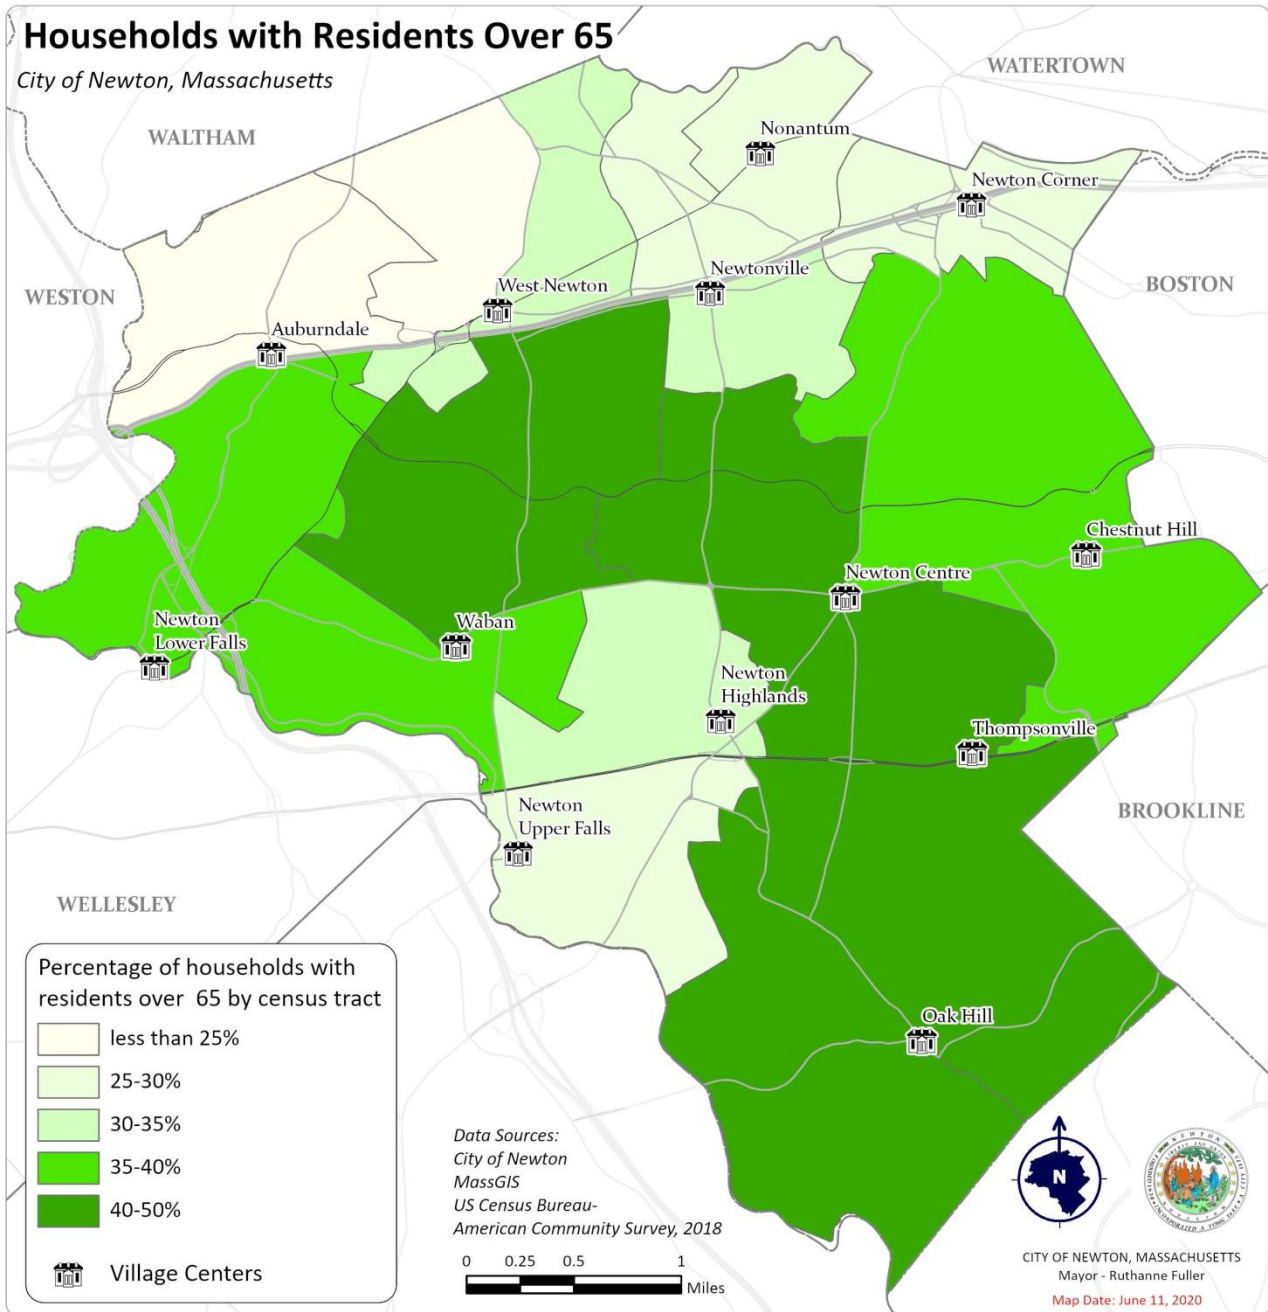 Households with Residents Over 65
City of Newton, Massachusetts
WATERTOWN
WALTHAM
Nonantum
Newton Corner
WESTON
BOSTON
West Newton
Newtonville
Auburndale
Chestnut Hill
Newton Centre
Newton
Lower Falls
Waban
Newton
Highlands
Thompsonville
Newton
Upper Falls
BROOKLINE
WELLESLEY
Oak Hill
Percentage of households with
residents over 65 by census tract
less than 25%
25-30%
30-35%
35-40%
40-50%
Village Centers
Data Sources:
City of Newton
MassGIS
US Census Bureau-
American Community Survey, 2018
0 0.25 0.5 1
Miles
N
CITY OF NEWTON, MASSACHUSETTS
Mayor - Ruthanne Fuller
Map Date: June 11, 2020